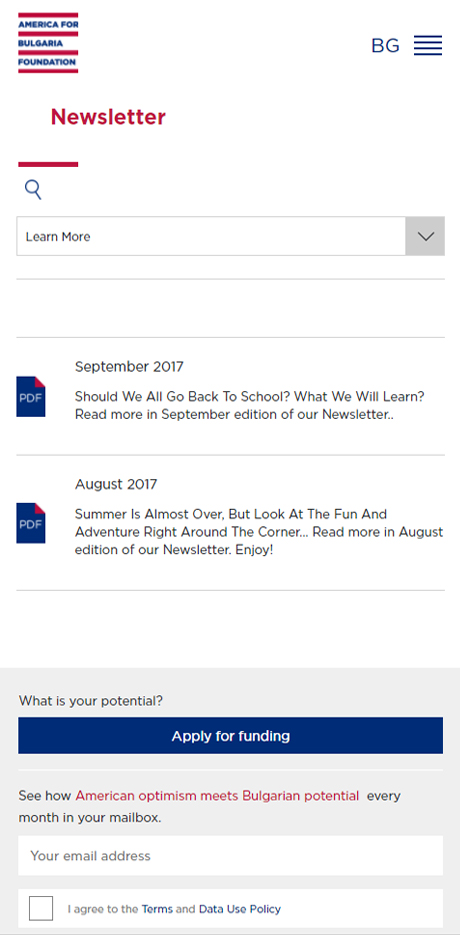 AMERICA FOR
BULGARIA
FOUNDATION
BG
Newsletter
Learn More
September 2017
PDF
Should We All Go Back To School? What We Will Learn?
Read more in September edition of our Newsletter..
August 2017
PDF
Summer Is Almost Over, But Look At The Fun And
Adventure Right Around The Corner... Read more in August
edition of our Newsletter. Enjoy!
What is your potential?
Apply for funding
See how American optimism meets Bulgarian potential every
month in your mailbox.
Your email address
I agree to the Terms and Data Use Policy